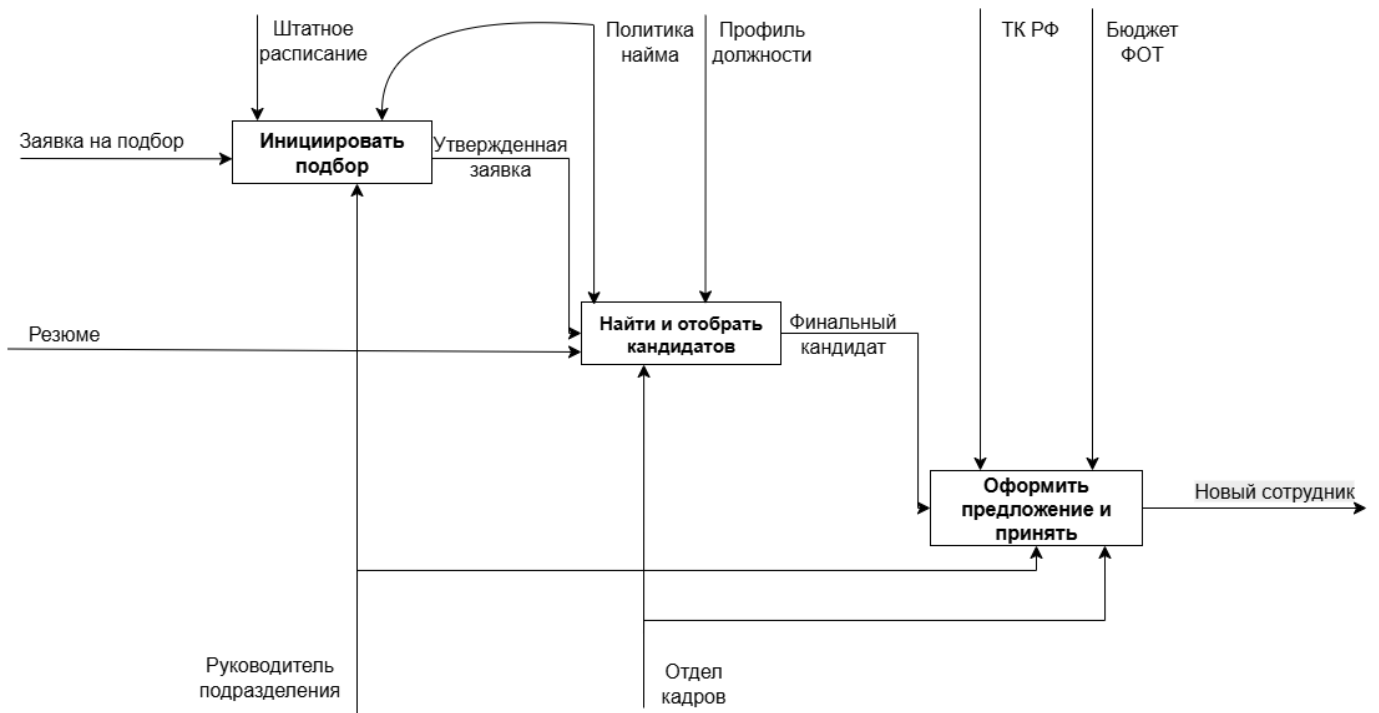 Штатное
расписание
Политика
найма
Профиль
должности
ТК РФ
Бюджет
ФОТ
Заявка на подбор
Инициировать
подбор
Утвержденная
заявка
Резюме
Найти и отобрать
кандидатов
Финальный
кандидат
Оформить
предложение и
принять
Новый сотрудник
Руководитель
подразделения
Отдел
кадров